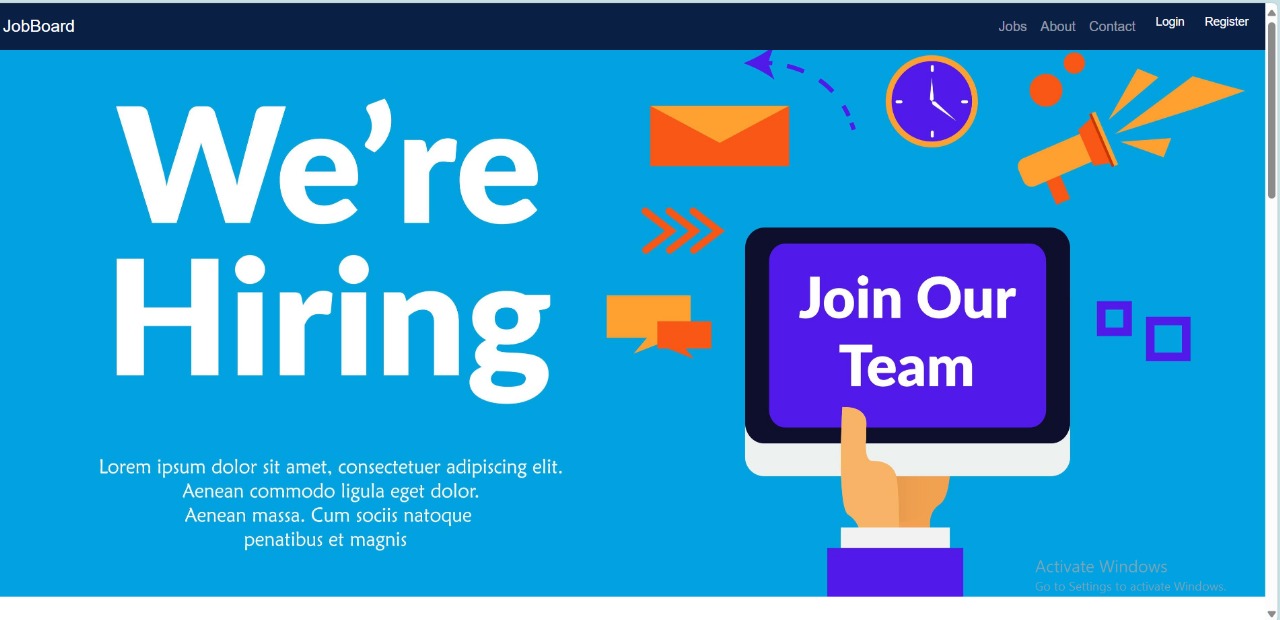 JobBoard
Jobs About Contact Login Register
We’re
Hiring
Join Our
Team
Lorem ipsum dolor sit amet, consectetuer adipiscing elit.
Aenean commodo ligula eget dolor.
Aenean massa. Cum sociis natoque
penatibus et magnis
Activate Windows
Go to Settings to activate Windows.